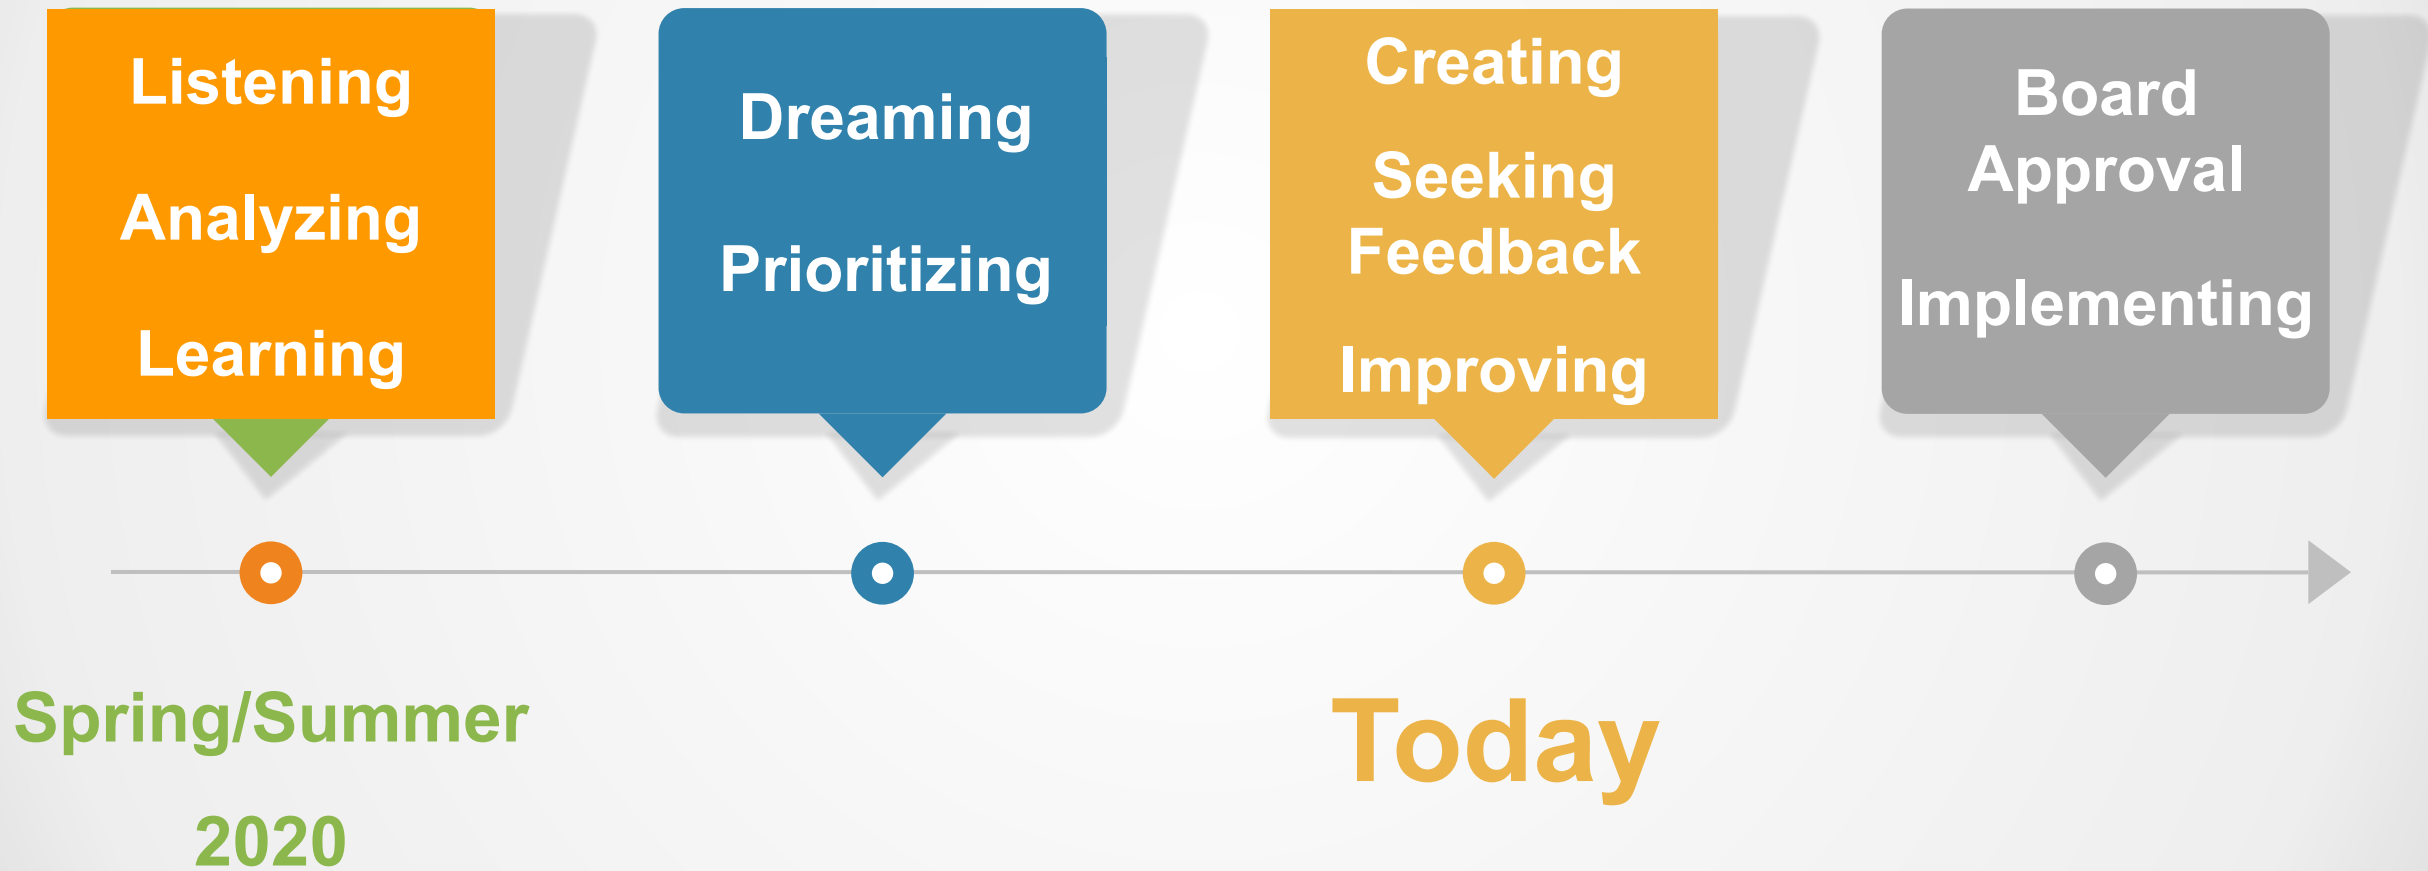 Listening
Analyzing
Learning
Dreaming
Prioritizing
Creating
Seeking
Feedback
Improving
Board
Approval
Implementing
Spring/Summer
2020
Today